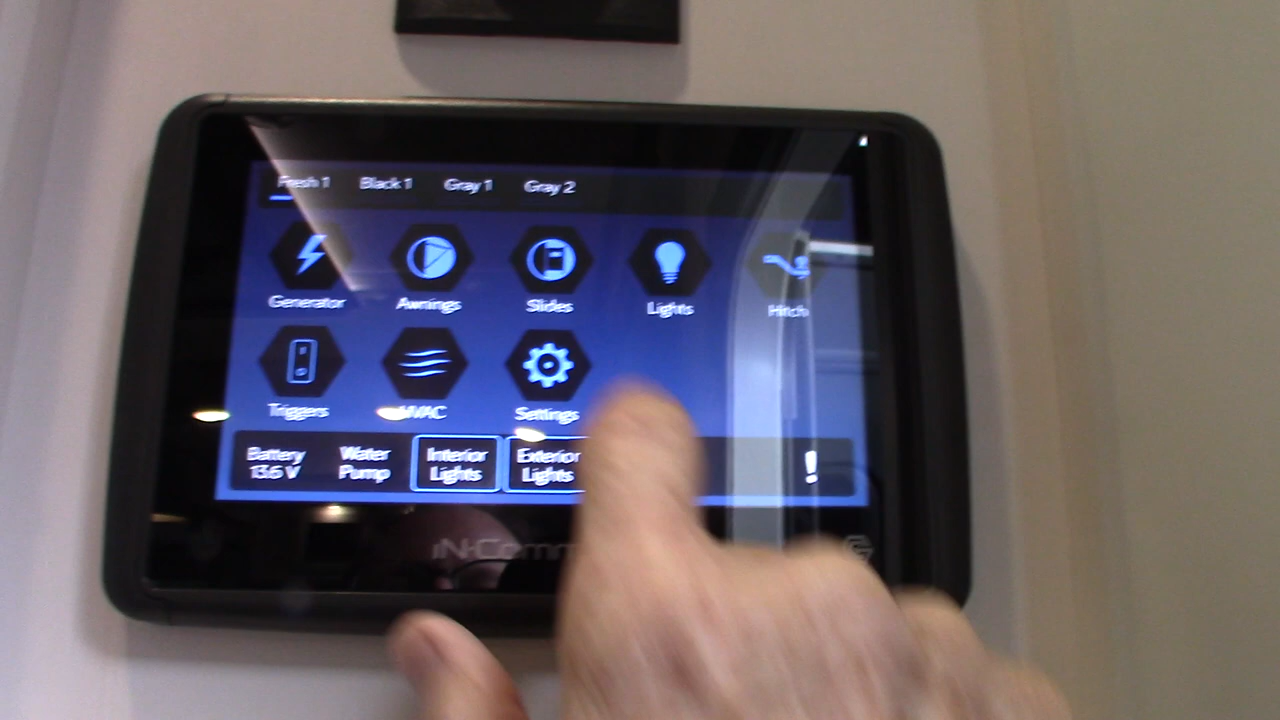 Fresh 1 Black 1 Gray 1 Gray 2
Generator Awnings Slides Lights Hitch
Triggers HVAC Settings
Battery Water Interior Exterior
13.6 V Pump Lights Lights !
iN·Comm